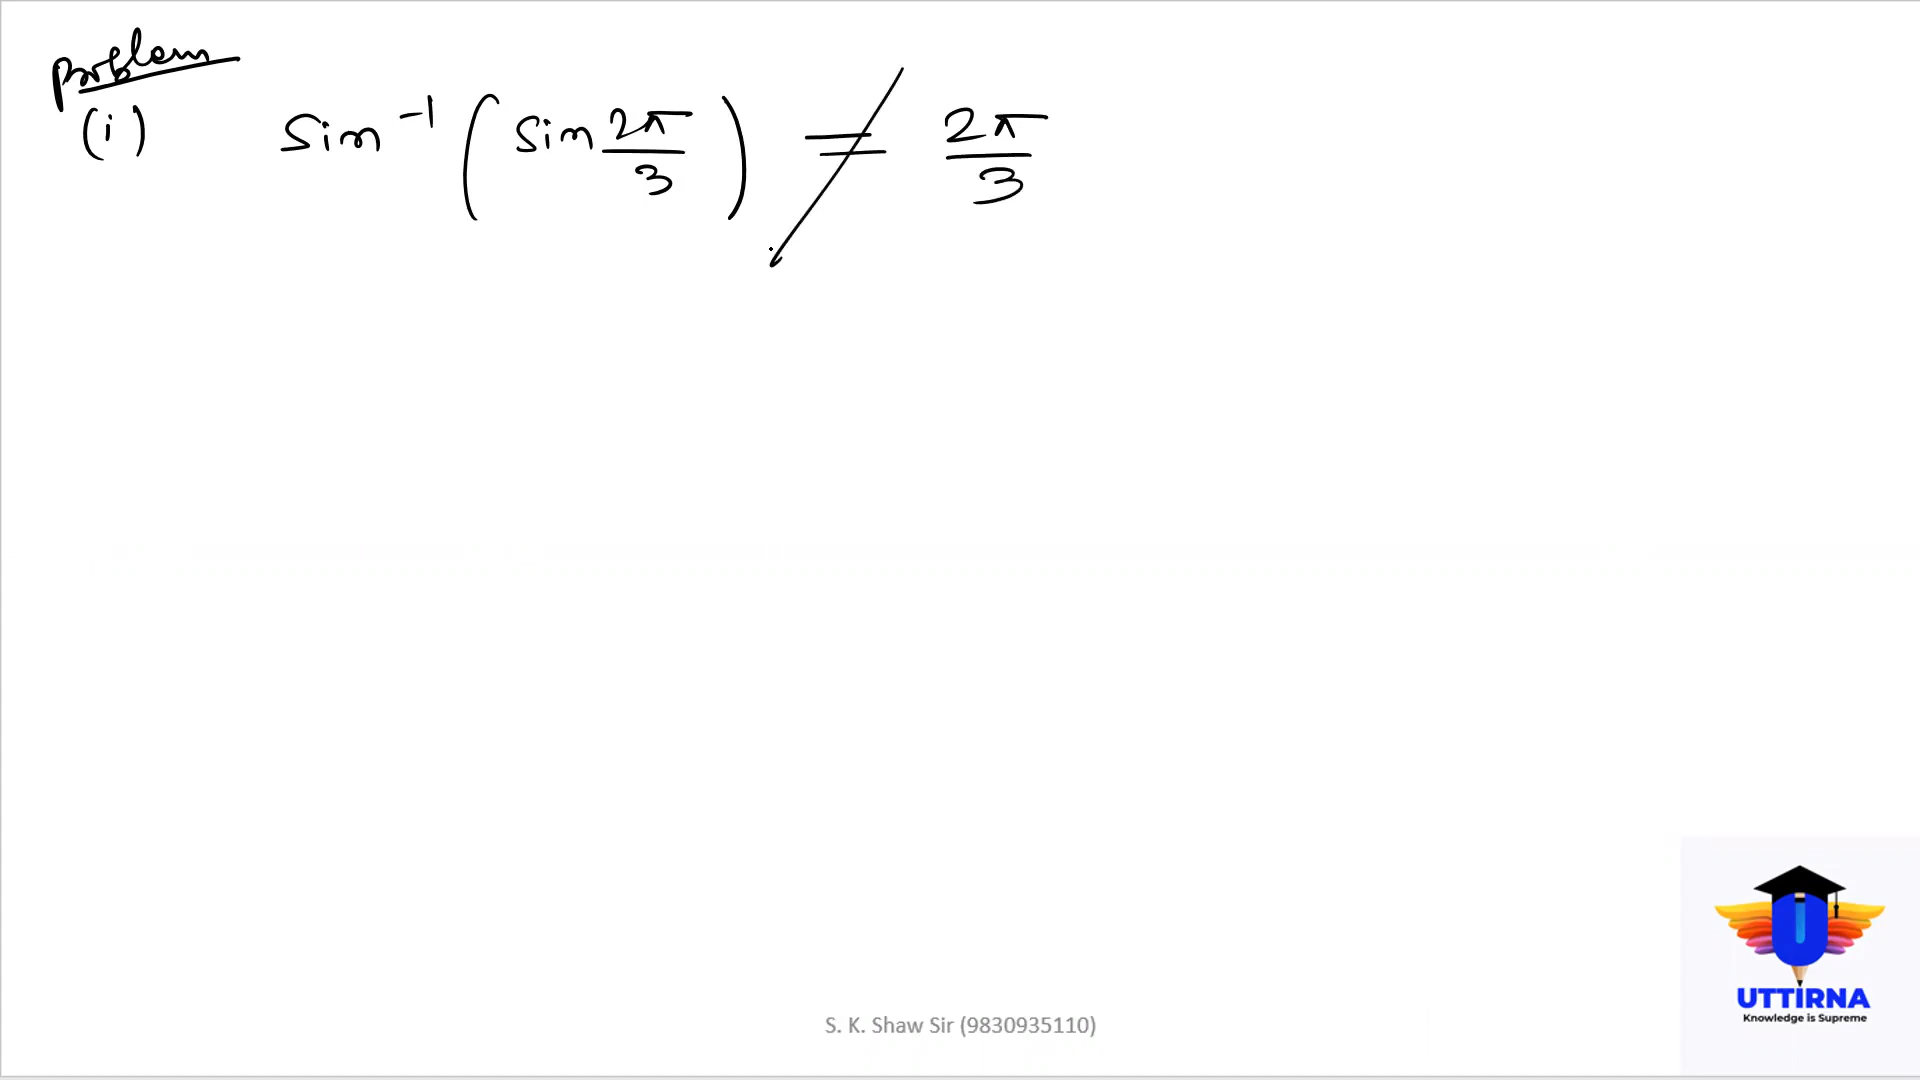 Problem
(i) Sin⁻¹ (Sin 2π/3) ≠ 2π/3
U
UTTIRNA
Knowledge is Supreme
S. K. Shaw Sir (9830935110)